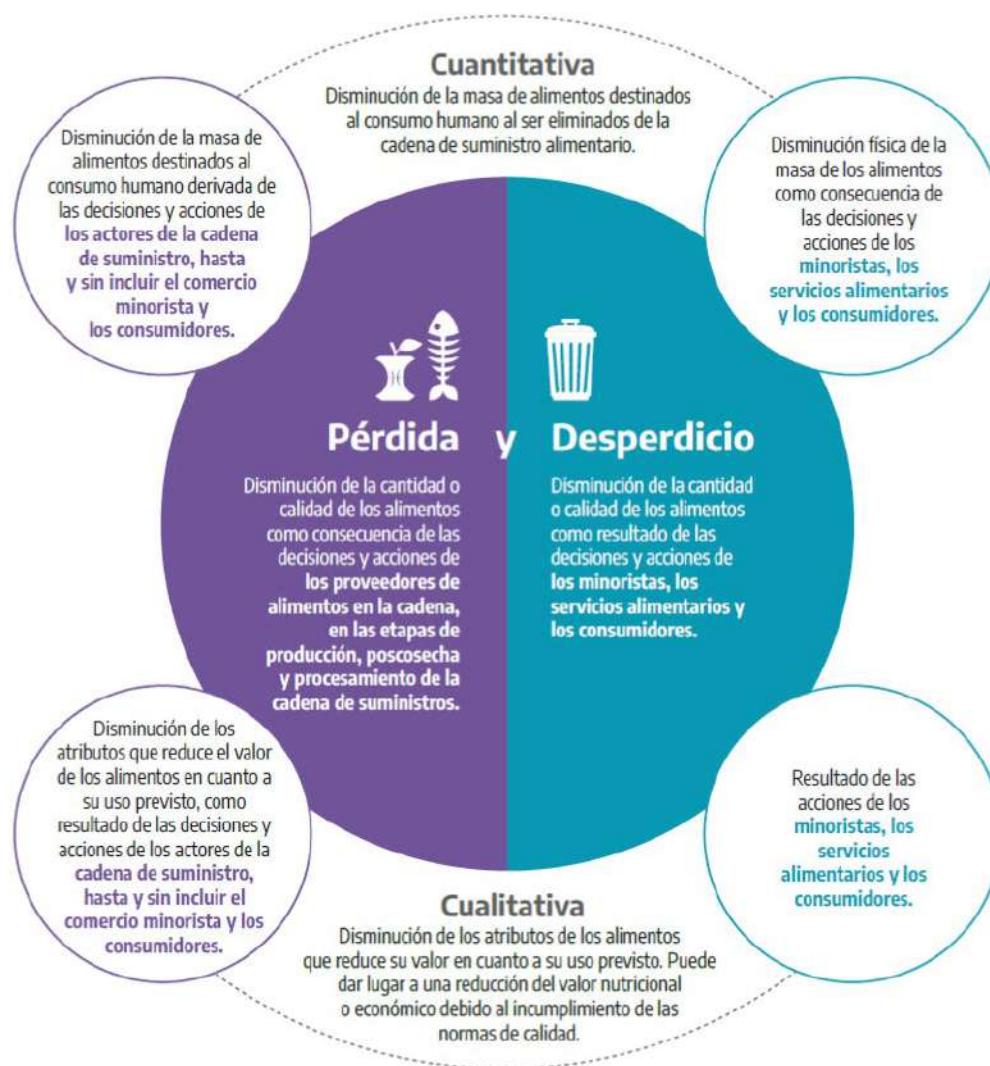 Cuantitativa
Disminución de la masa de alimentos destinados
al consumo humano al ser eliminados de la
cadena de suministro alimentario.
Disminución de la masa de
alimentos destinados al
consumo humano derivada de
las decisiones y acciones de
los actores de la cadena
de suministro, hasta
y sin incluir el comercio
minorista y
los consumidores.
Disminución física de la
masa de los alimentos
como consecuencia de
las decisiones y
acciones de los
minoristas, los
servicios alimentarios
y los consumidores.
Pérdida y Desperdicio
Disminución de la cantidad o
calidad de los alimentos
como consecuencia de las
decisiones y acciones de
los proveedores de
alimentos en la cadena,
en las etapas de
producción, poscosecha
y procesamiento de la
cadena de suministros.
Disminución de la cantidad
o calidad de los alimentos
como resultado de las
decisiones y acciones de
los minoristas, los
servicios alimentarios y
los consumidores.
Disminución de los
atributos que reduce el valor
de los alimentos en cuanto a
su uso previsto, como
resultado de las decisiones y
acciones de los actores de la
cadena de suministro,
hasta y sin incluir el
comercio minorista y los
consumidores.
Resultado de las
acciones de los
minoristas, los
servicios
alimentarios y los
consumidores.
Cualitativa
Disminución de los atributos de los alimentos
que reduce su valor en cuanto a su uso previsto. Puede
dar lugar a una reducción del valor nutricional
o económico debido al incumplimiento de las
normas de calidad.